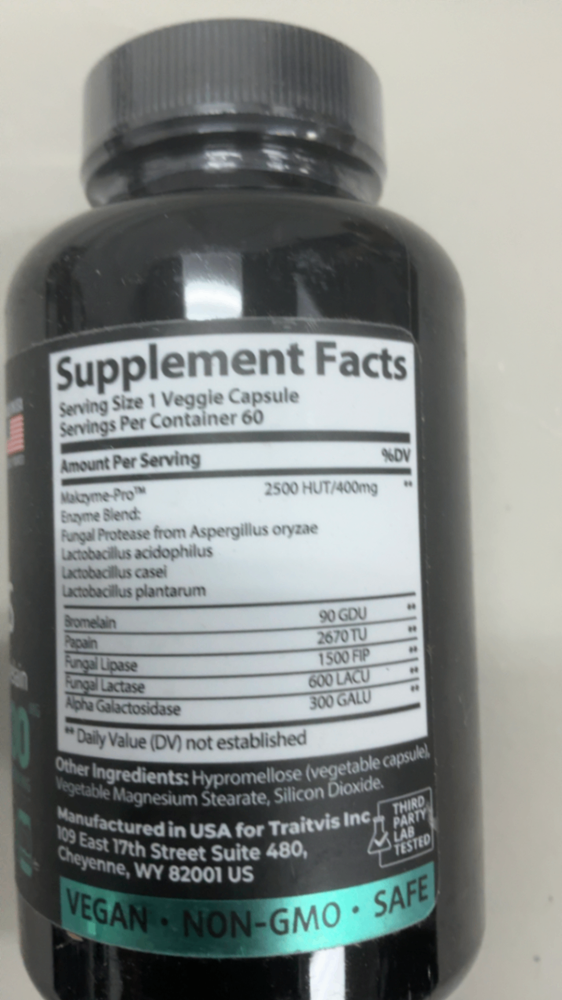 Supplement Facts
Serving Size 1 Veggie Capsule
Servings Per Container 60
Amount Per Serving %DV
Makzyme-Pro™ 2500 HUT/400mg **
Enzyme Blend:
Fungal Protease from Aspergillus oryzae
Lactobacillus acidophilus
Lactobacillus casei
Lactobacillus plantarum
Bromelain 90 GDU **
Papain 2670 TU **
Fungal Lipase 1500 FIP **
Fungal Lactase 600 LACU **
Alpha Galactosidase 300 GALU **
** Daily Value (DV) not established
Other Ingredients: Hypromellose (vegetable capsule),
Vegetable Magnesium Stearate, Silicon Dioxide.
Manufactured in USA for Traitvis Inc
109 East 17th Street Suite 480,
Cheyenne, WY 82001 US
THIRD
PARTY
LAB
TESTED
VEGAN · NON-GMO · SAFE